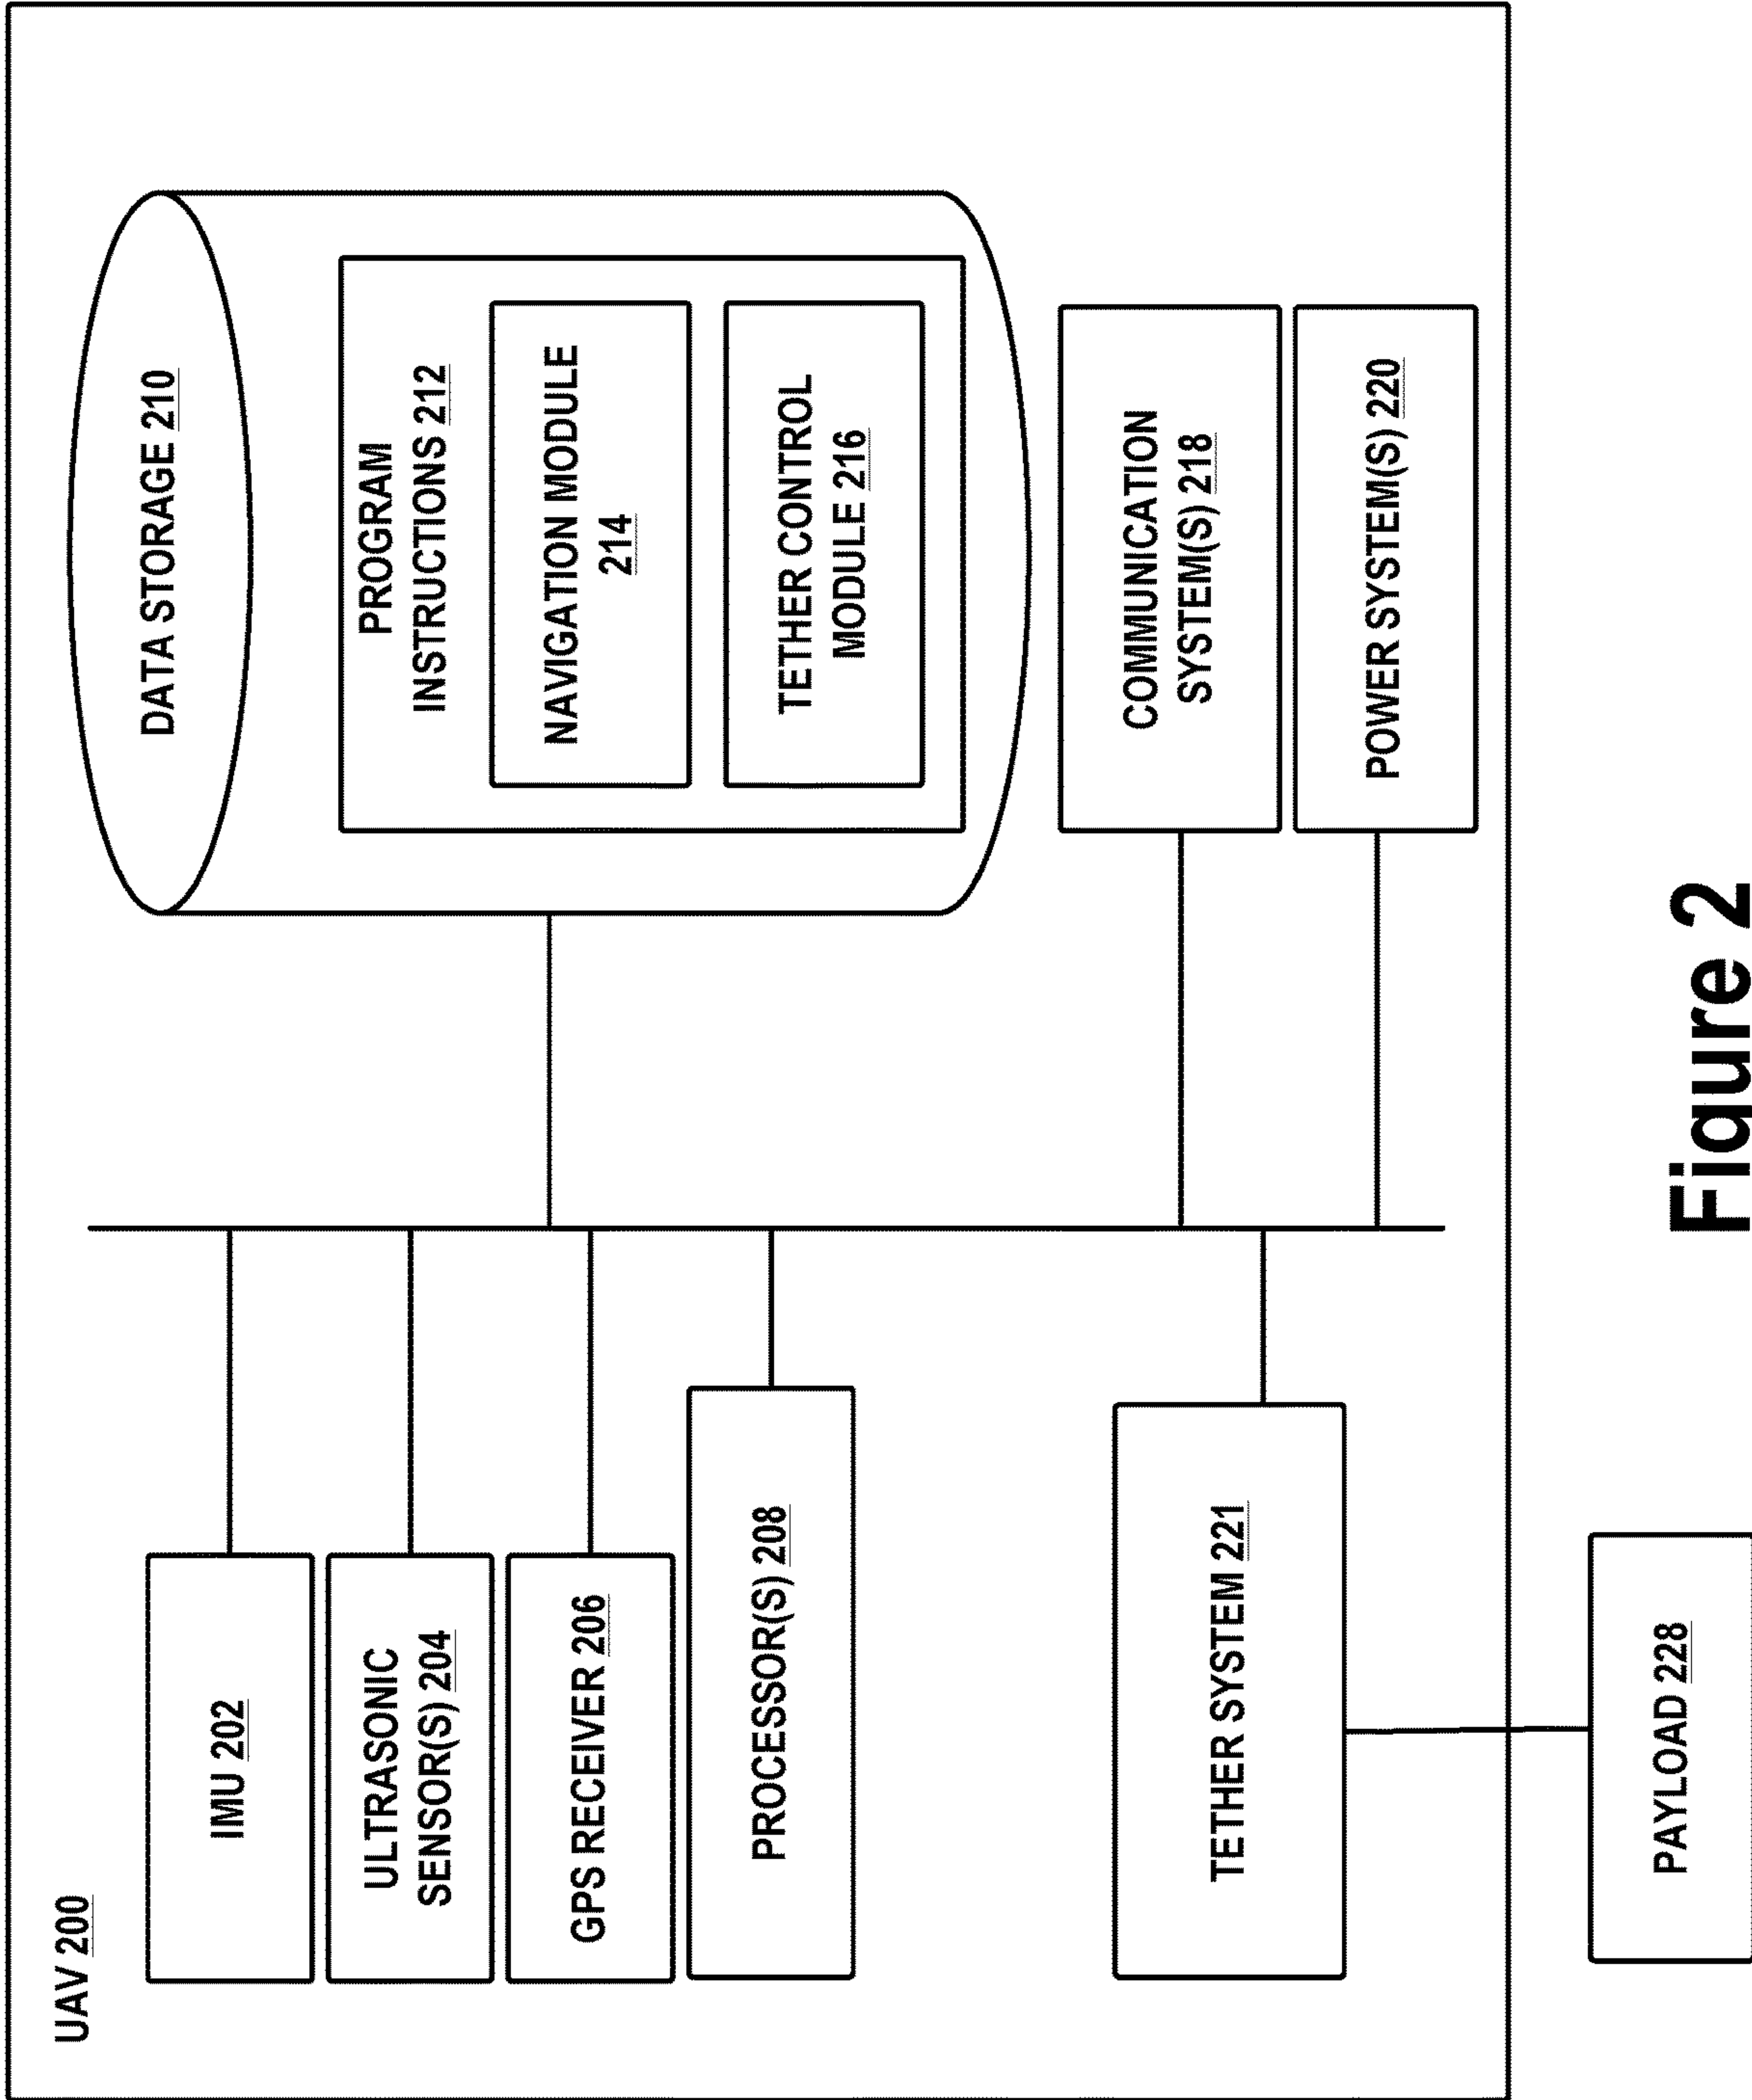 UAV 200
IMU 202
ULTRASONIC
SENSOR(S) 204
GPS RECEIVER 206
PROCESSOR(S) 208
TETHER SYSTEM 221
PAYLOAD 228
DATA STORAGE 210
PROGRAM
INSTRUCTIONS 212
NAVIGATION MODULE
214
TETHER CONTROL
MODULE 216
COMMUNICATION
SYSTEM(S) 218
POWER SYSTEM(S) 220
Figure 2